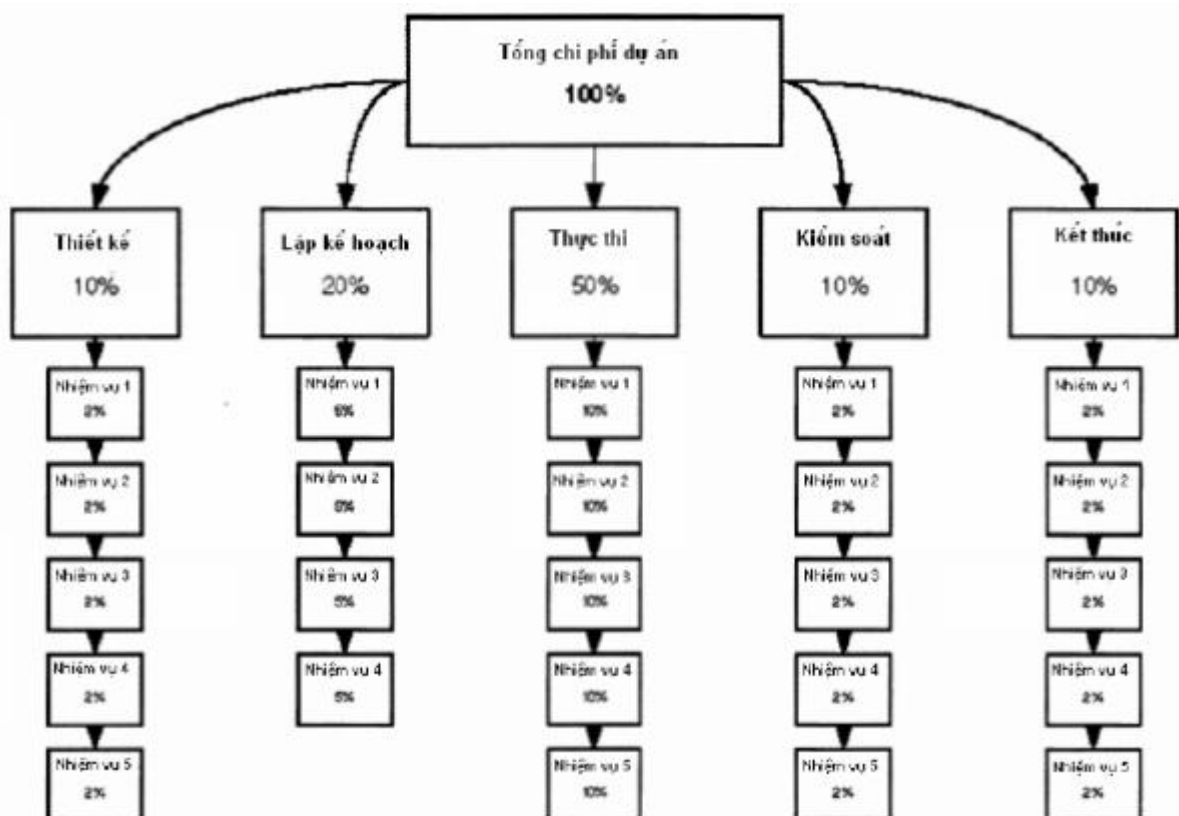 Tổng chi phí dự án
100%
Thiết kế
10%
Lập kế hoạch
20%
Thực thi
50%
Kiểm soát
10%
Kết thúc
10%
Nhiệm vụ 1
2%
Nhiệm vụ 2
2%
Nhiệm vụ 3
2%
Nhiệm vụ 4
2%
Nhiệm vụ 5
2%
Nhiệm vụ 1
5%
Nhiệm vụ 2
5%
Nhiệm vụ 3
5%
Nhiệm vụ 4
5%
Nhiệm vụ 1
10%
Nhiệm vụ 2
10%
Nhiệm vụ 3
10%
Nhiệm vụ 4
10%
Nhiệm vụ 5
10%
Nhiệm vụ 1
2%
Nhiệm vụ 2
2%
Nhiệm vụ 3
2%
Nhiệm vụ 4
2%
Nhiệm vụ 5
2%
Nhiệm vụ 1
2%
Nhiệm vụ 2
2%
Nhiệm vụ 3
2%
Nhiệm vụ 4
2%
Nhiệm vụ 5
2%